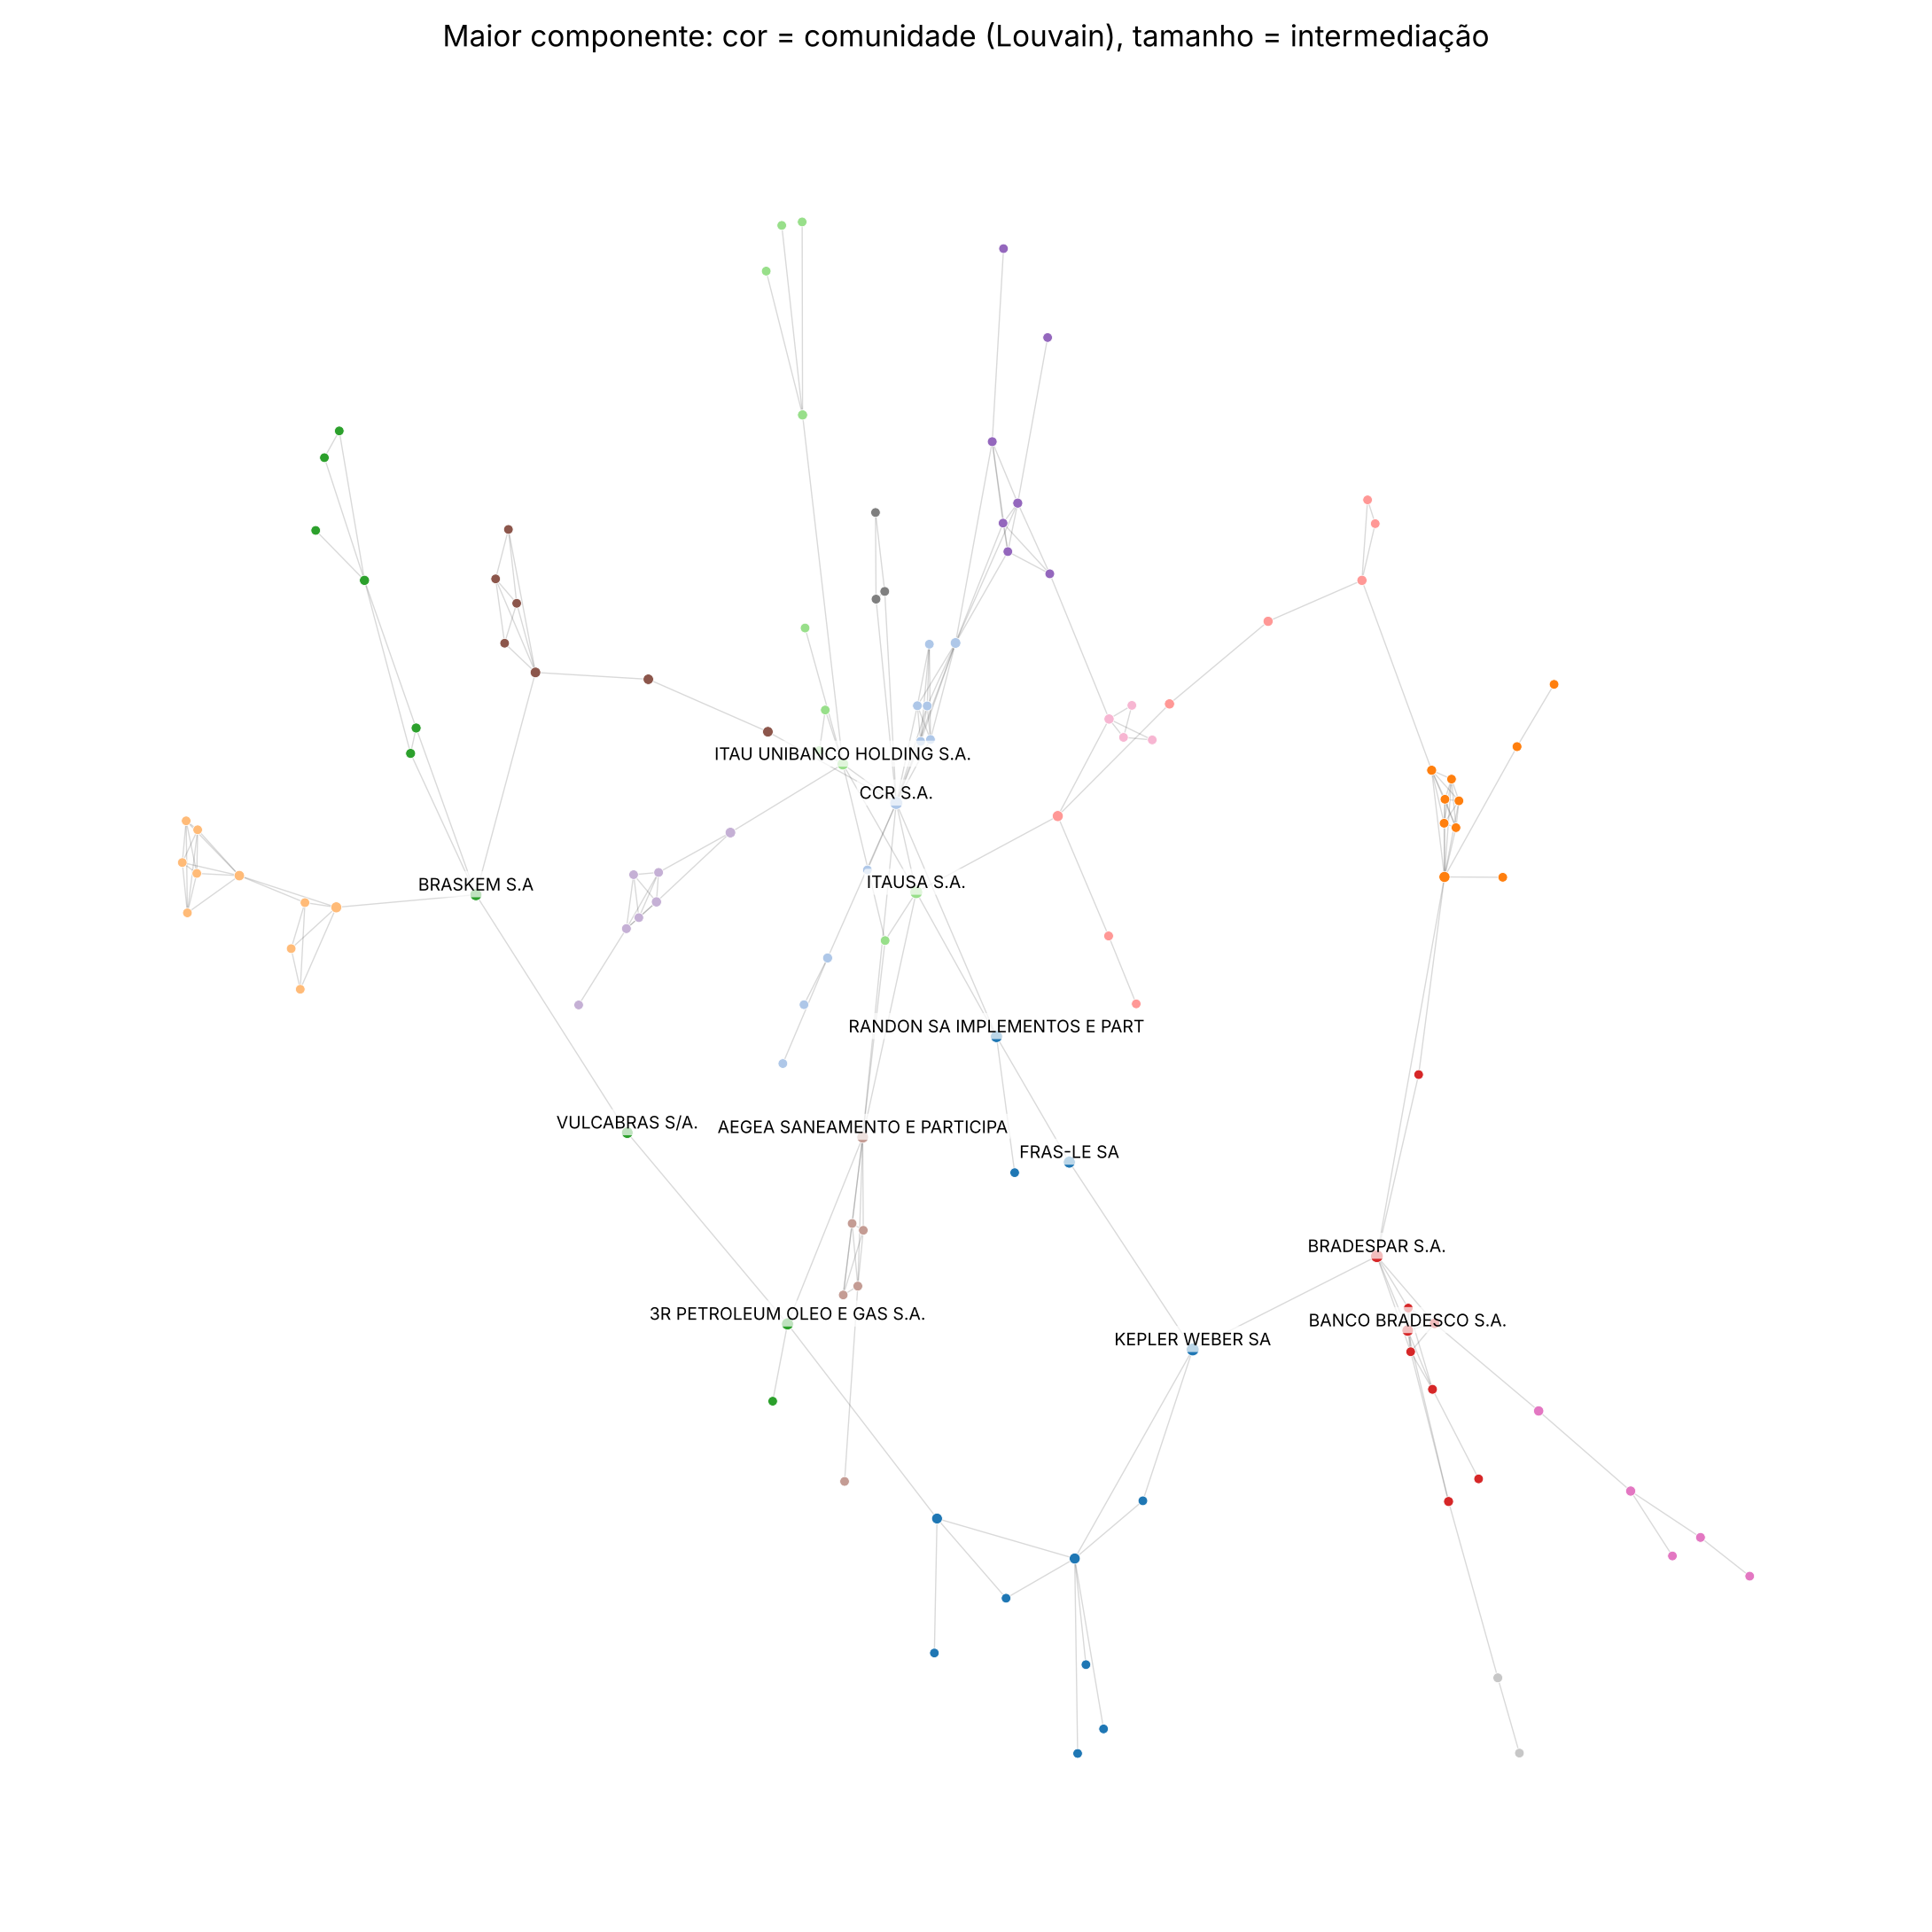 Maior componente: cor = comunidade (Louvain), tamanho = intermediação
ITAU UNIBANCO HOLDING S.A.
CCR S.A.
ITAUSA S.A.
BRASKEM S.A
RANDON SA IMPLEMENTOS E PART
VULCABRAS S/A.
AEGEA SANEAMENTO E PARTICIPA
FRAS-LE SA
BRADESPAR S.A.
3R PETROLEUM OLEO E GAS S.A.
BANCO BRADESCO S.A.
KEPLER WEBER SA